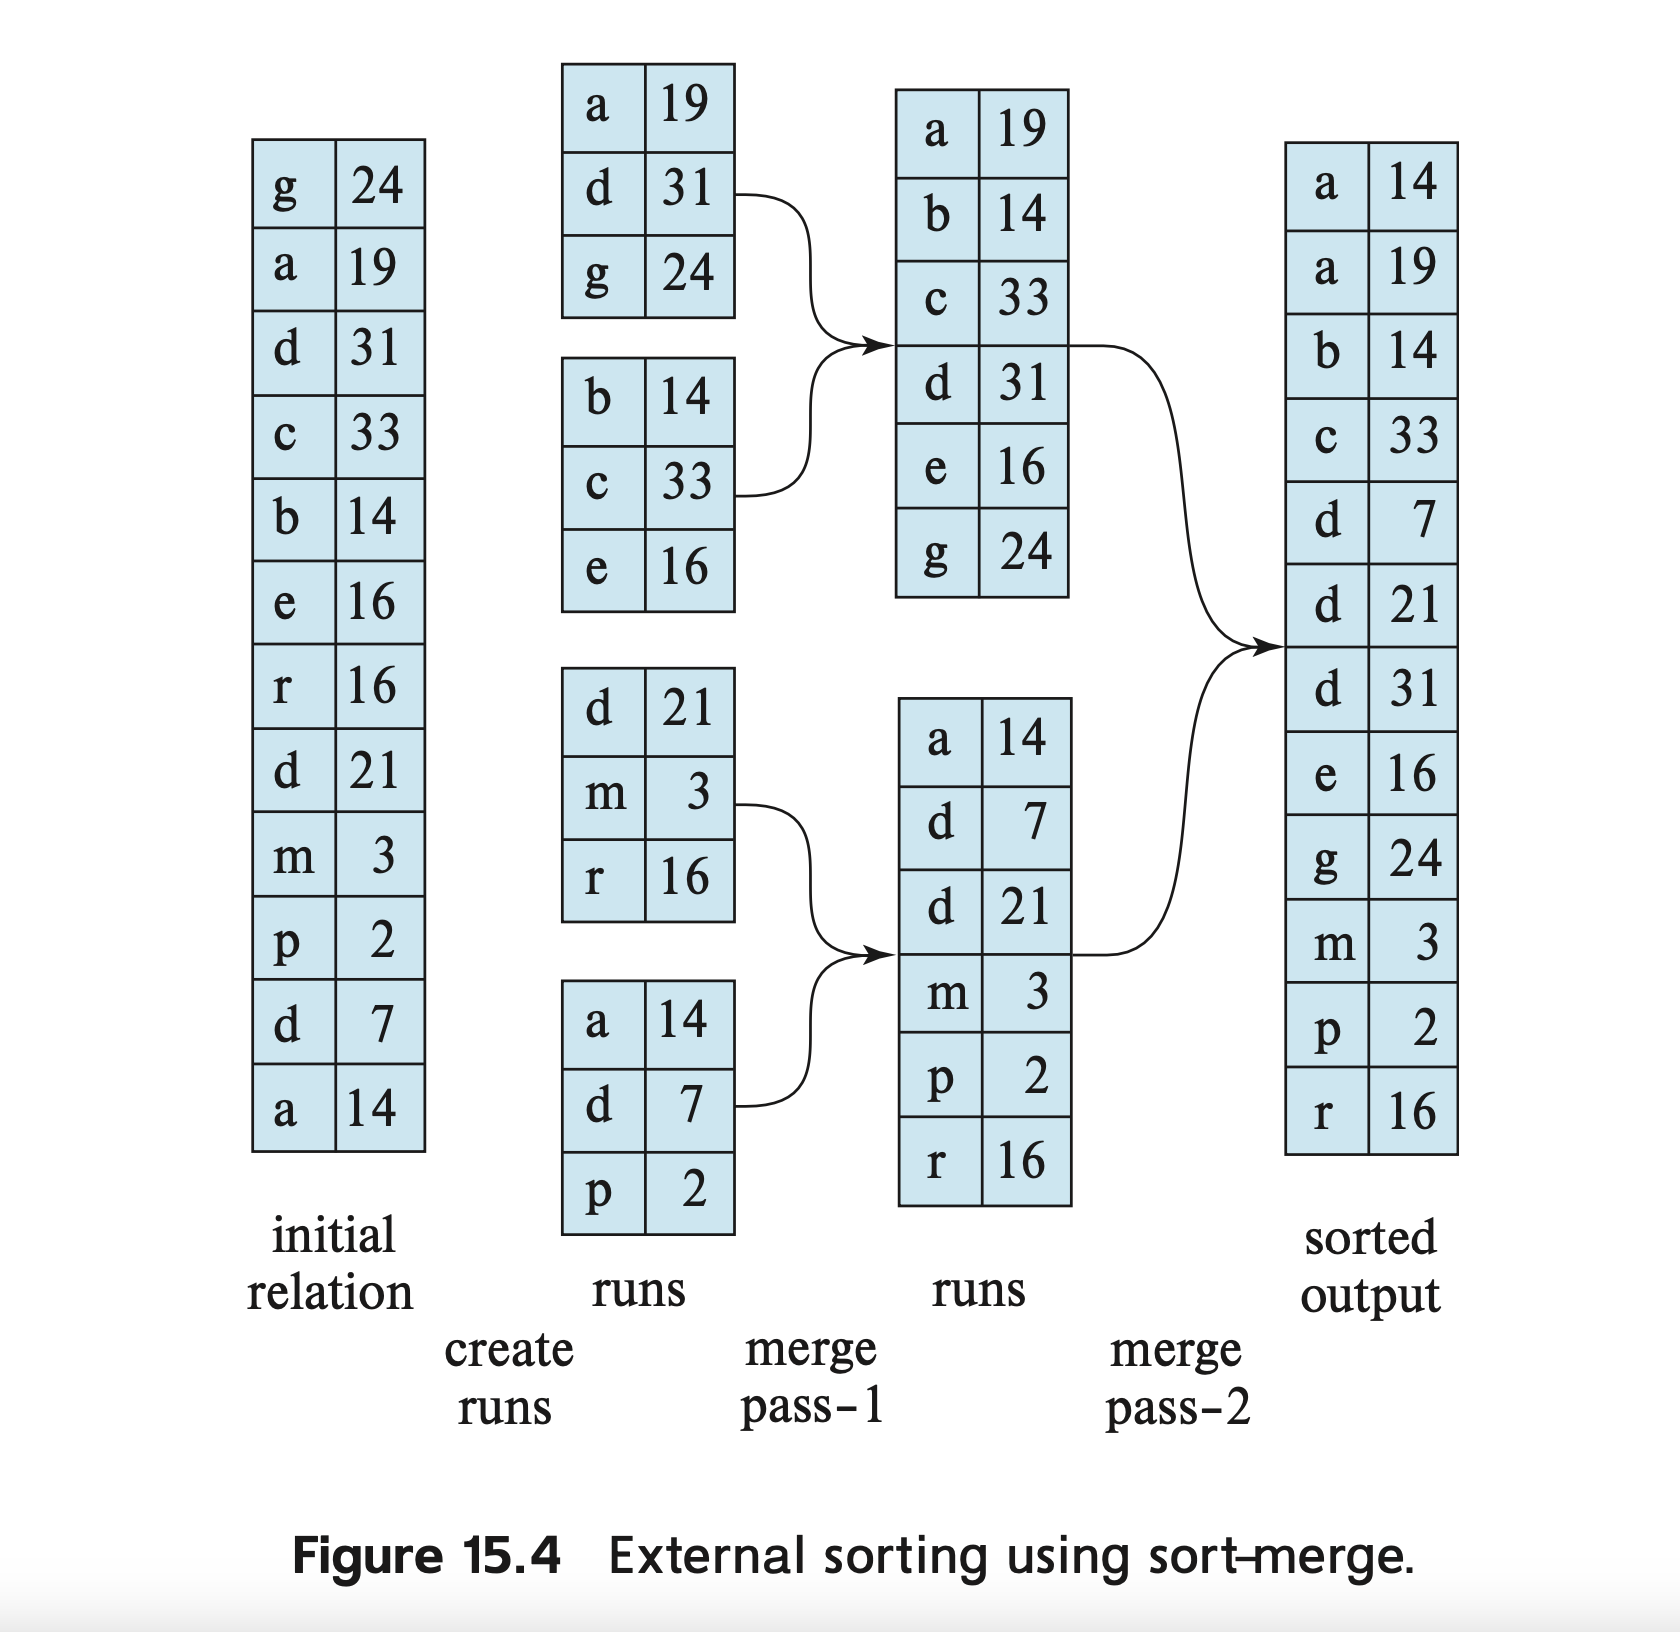 g 24
a 19
d 31
c 33
b 14
e 16
r 16
d 21
m 3
p 2
d 7
a 14
initial
relation
create
runs
a 19
d 31
g 24
b 14
c 33
e 16
d 21
m 3
r 16
a 14
d 7
p 2
runs
merge
pass-1
a 19
b 14
c 33
d 31
e 16
g 24
a 14
d 7
d 21
m 3
p 2
r 16
runs
merge
pass-2
a 14
a 19
b 14
c 33
d 7
d 21
d 31
e 16
g 24
m 3
p 2
r 16
sorted
output
Figure 15.4 External sorting using sort-merge.